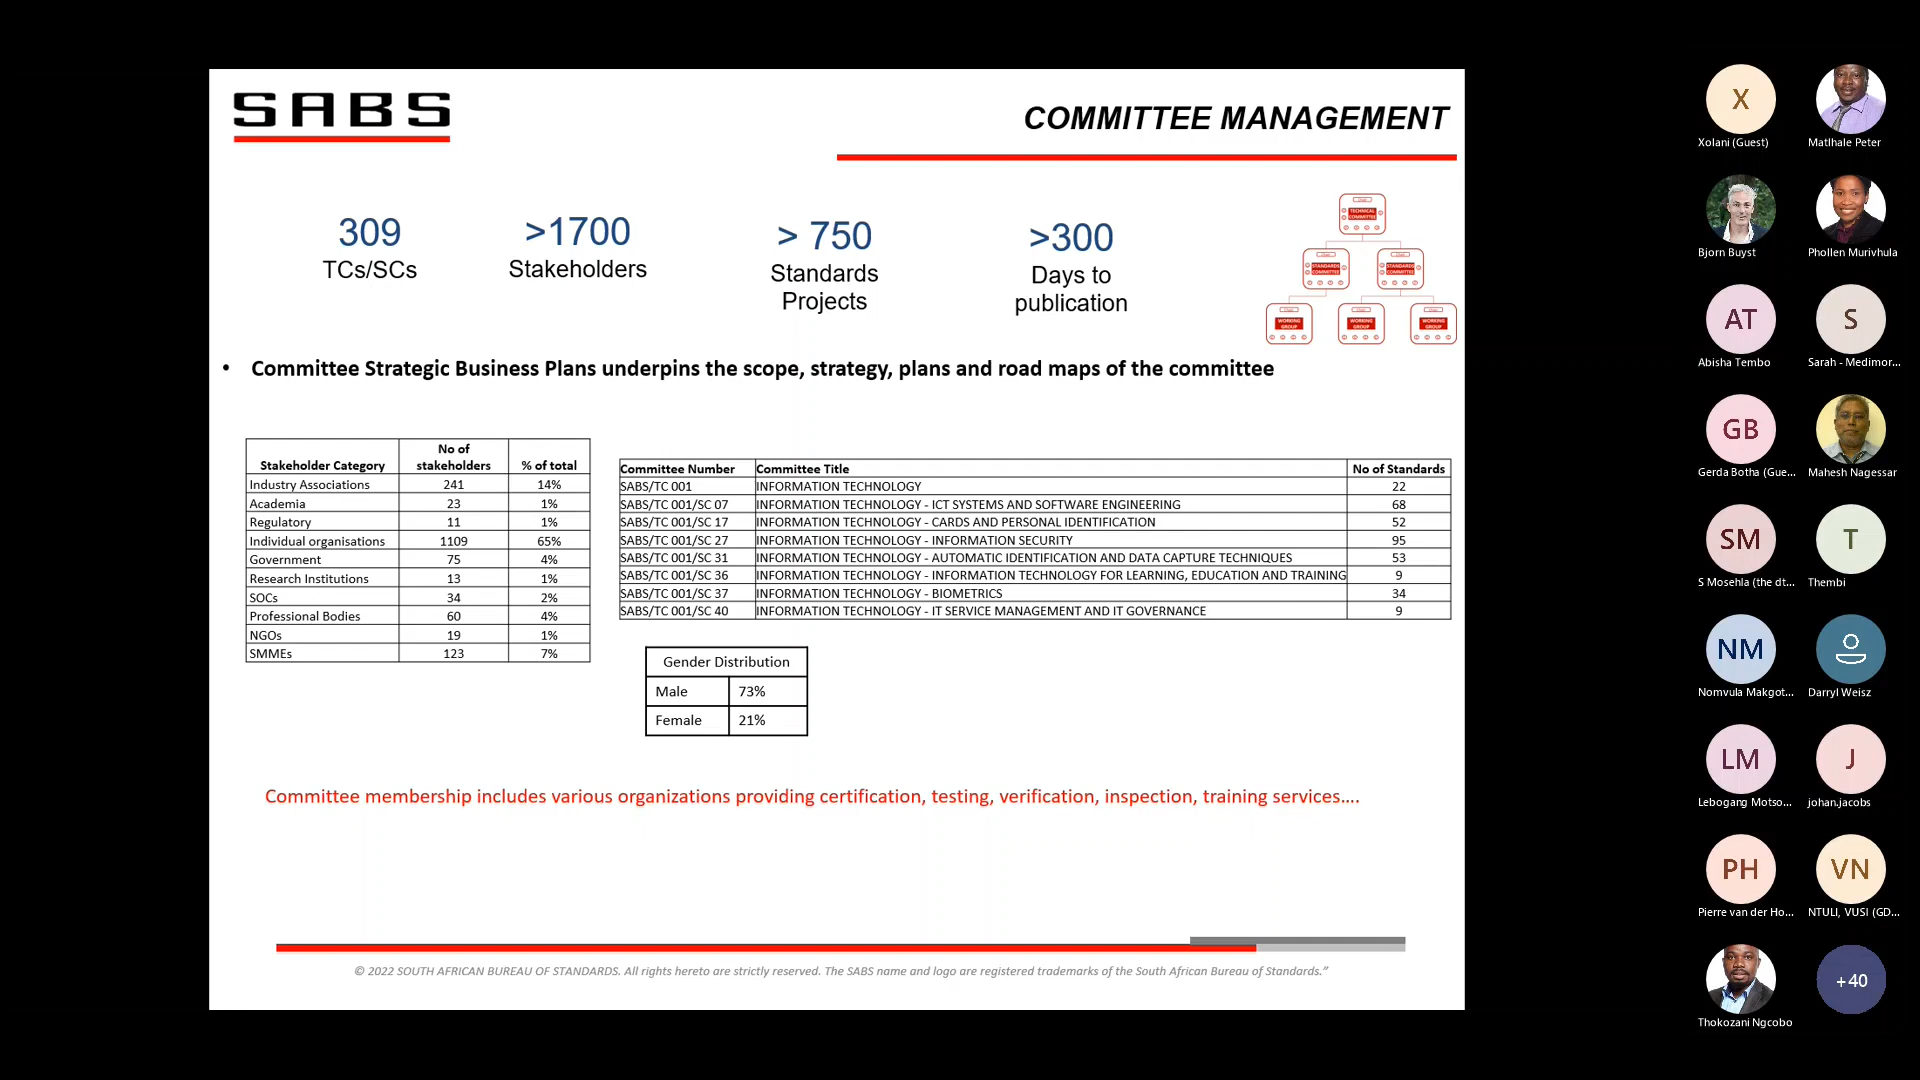 SABS
COMMITTEE MANAGEMENT
309
TCs/SCs
>1700
Stakeholders
> 750
Standards
Projects
>300
Days to
publication
TECHNICAL
COMMITTEE
STANDARDS
COMMITTEE
STANDARDS
COMMITTEE
WORKING
GROUP
WORKING
GROUP
WORKING
GROUP
• Committee Strategic Business Plans underpins the scope, strategy, plans and road maps of the committee
Stakeholder Category No of stakeholders % of total
Industry Associations 241 14%
Academia 23 1%
Regulatory 11 1%
Individual organisations 1109 65%
Government 75 4%
Research Institutions 13 1%
SOCs 34 2%
Professional Bodies 60 4%
NGOs 19 1%
SMMEs 123 7%
Committee Number Committee Title No of Standards
SABS/TC 001 INFORMATION TECHNOLOGY 22
SABS/TC 001/SC 07 INFORMATION TECHNOLOGY - ICT SYSTEMS AND SOFTWARE ENGINEERING 68
SABS/TC 001/SC 17 INFORMATION TECHNOLOGY - CARDS AND PERSONAL IDENTIFICATION 52
SABS/TC 001/SC 27 INFORMATION TECHNOLOGY - INFORMATION SECURITY 95
SABS/TC 001/SC 31 INFORMATION TECHNOLOGY - AUTOMATIC IDENTIFICATION AND DATA CAPTURE TECHNIQUES 53
SABS/TC 001/SC 36 INFORMATION TECHNOLOGY - INFORMATION TECHNOLOGY FOR LEARNING, EDUCATION AND TRAINING 9
SABS/TC 001/SC 37 INFORMATION TECHNOLOGY - BIOMETRICS 34
SABS/TC 001/SC 40 INFORMATION TECHNOLOGY - IT SERVICE MANAGEMENT AND IT GOVERNANCE 9
Gender Distribution
Male 73%
Female 21%
Committee membership includes various organizations providing certification, testing, verification, inspection, training services....
© 2022 SOUTH AFRICAN BUREAU OF STANDARDS. All rights hereto are strictly reserved. The SABS name and logo are registered trademarks of the South African Bureau of Standards.”
X
Xolani (Guest) Matlhale Peter
Bjorn Buyst Phollen Murivhula
AT S
Abisha Tembo Sarah - Medimor...
GB
Gerda Botha (Gue... Mahesh Nagessar
SM T
S Mosehla (the dt... Thembi
NM
Nomvula Makgot... Darryl Weisz
LM J
Lebogang Motso... johan.jacobs
PH VN
Pierre van der Ho... NTULI, VUSI (GD...
+40
Thokozani Ngcobo